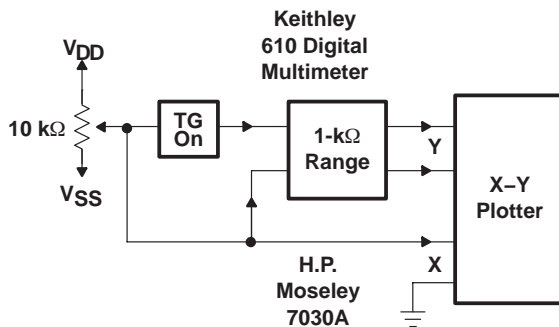 Keithley
610 Digital
Multimeter
VDD
10 kΩ
VSS
TG
On
1-kΩ
Range
Y
X
X−Y
Plotter
H.P.
Moseley
7030A